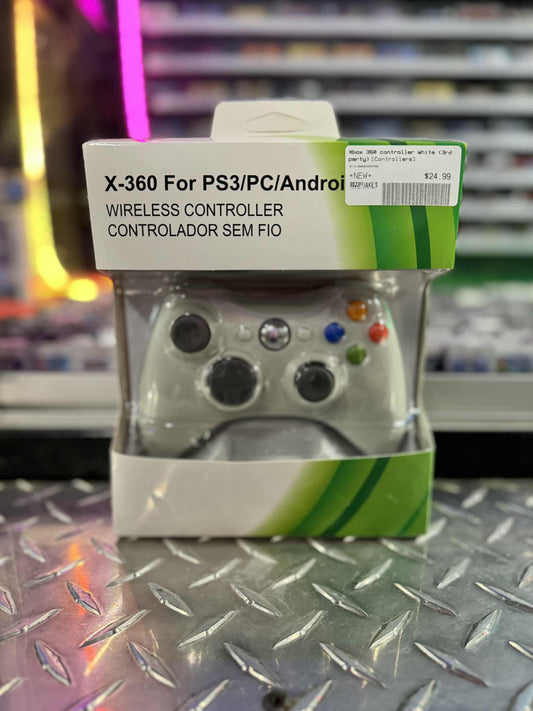 X-360 For PS3/PC/Androi
WIRELESS CONTROLLER
CONTROLADOR SEM FIO
Xbox 360 controller white (3rd
party) [Controllers]
*NEW*
$24.99